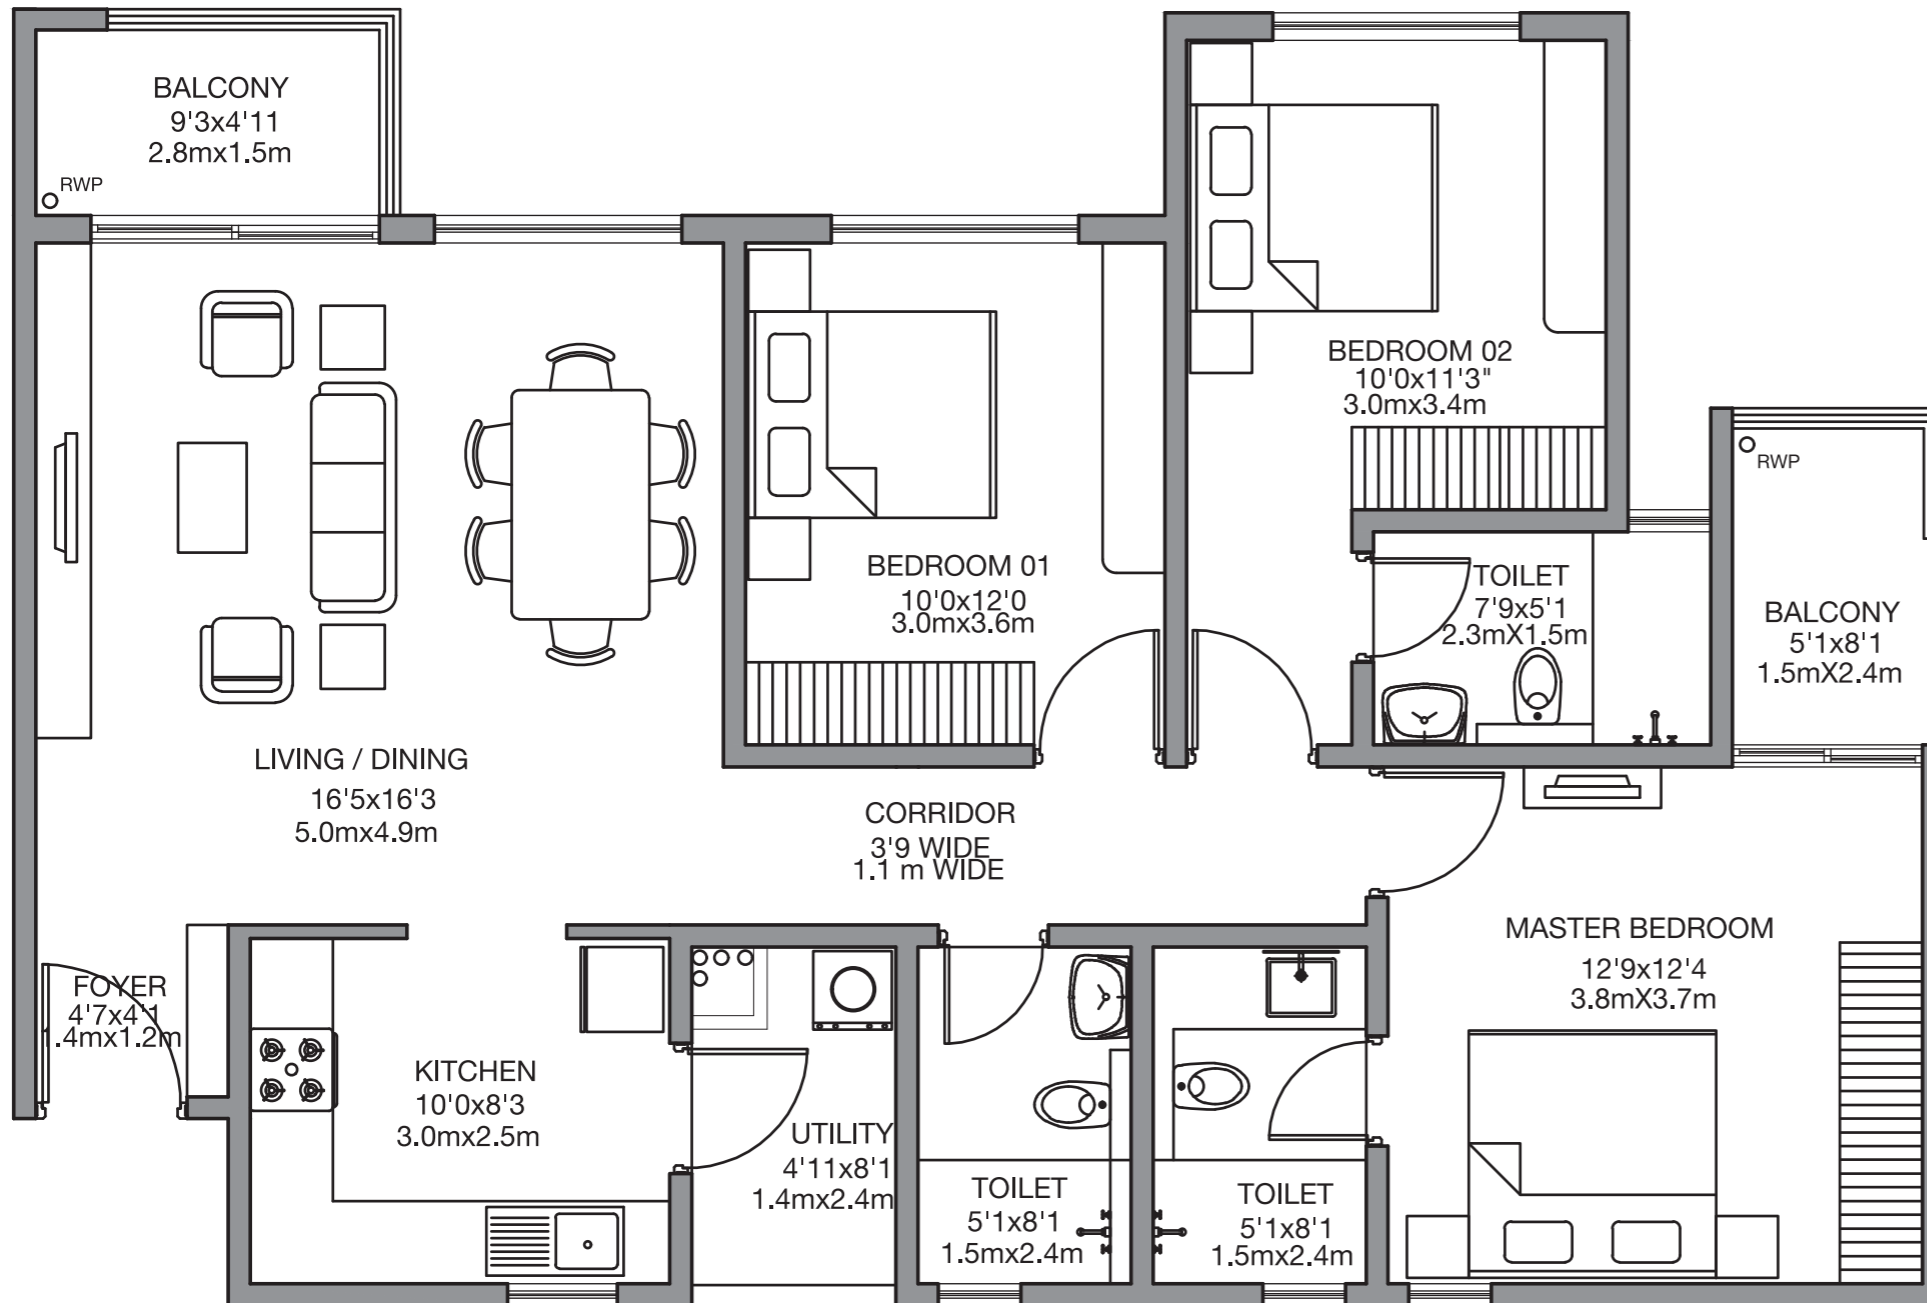 BALCONY
9'3x4'11
2.8mx1.5m
RWP
BEDROOM 02
10'0x11'3"
3.0mx3.4m
RWP
BEDROOM 01
10'0x12'0
3.0mx3.6m
TOILET
7'9x5'1
2.3mX1.5m
BALCONY
5'1x8'1
1.5mX2.4m
LIVING / DINING
16'5x16'3
5.0mx4.9m
CORRIDOR
3'9 WIDE
1.1 m WIDE
MASTER BEDROOM
12'9x12'4
3.8mX3.7m
FOYER
4'7x4'1
1.4mx1.2m
KITCHEN
10'0x8'3
3.0mx2.5m
UTILITY
4'11x8'1
1.4mx2.4m
TOILET
5'1x8'1
1.5mx2.4m
TOILET
5'1x8'1
1.5mx2.4m